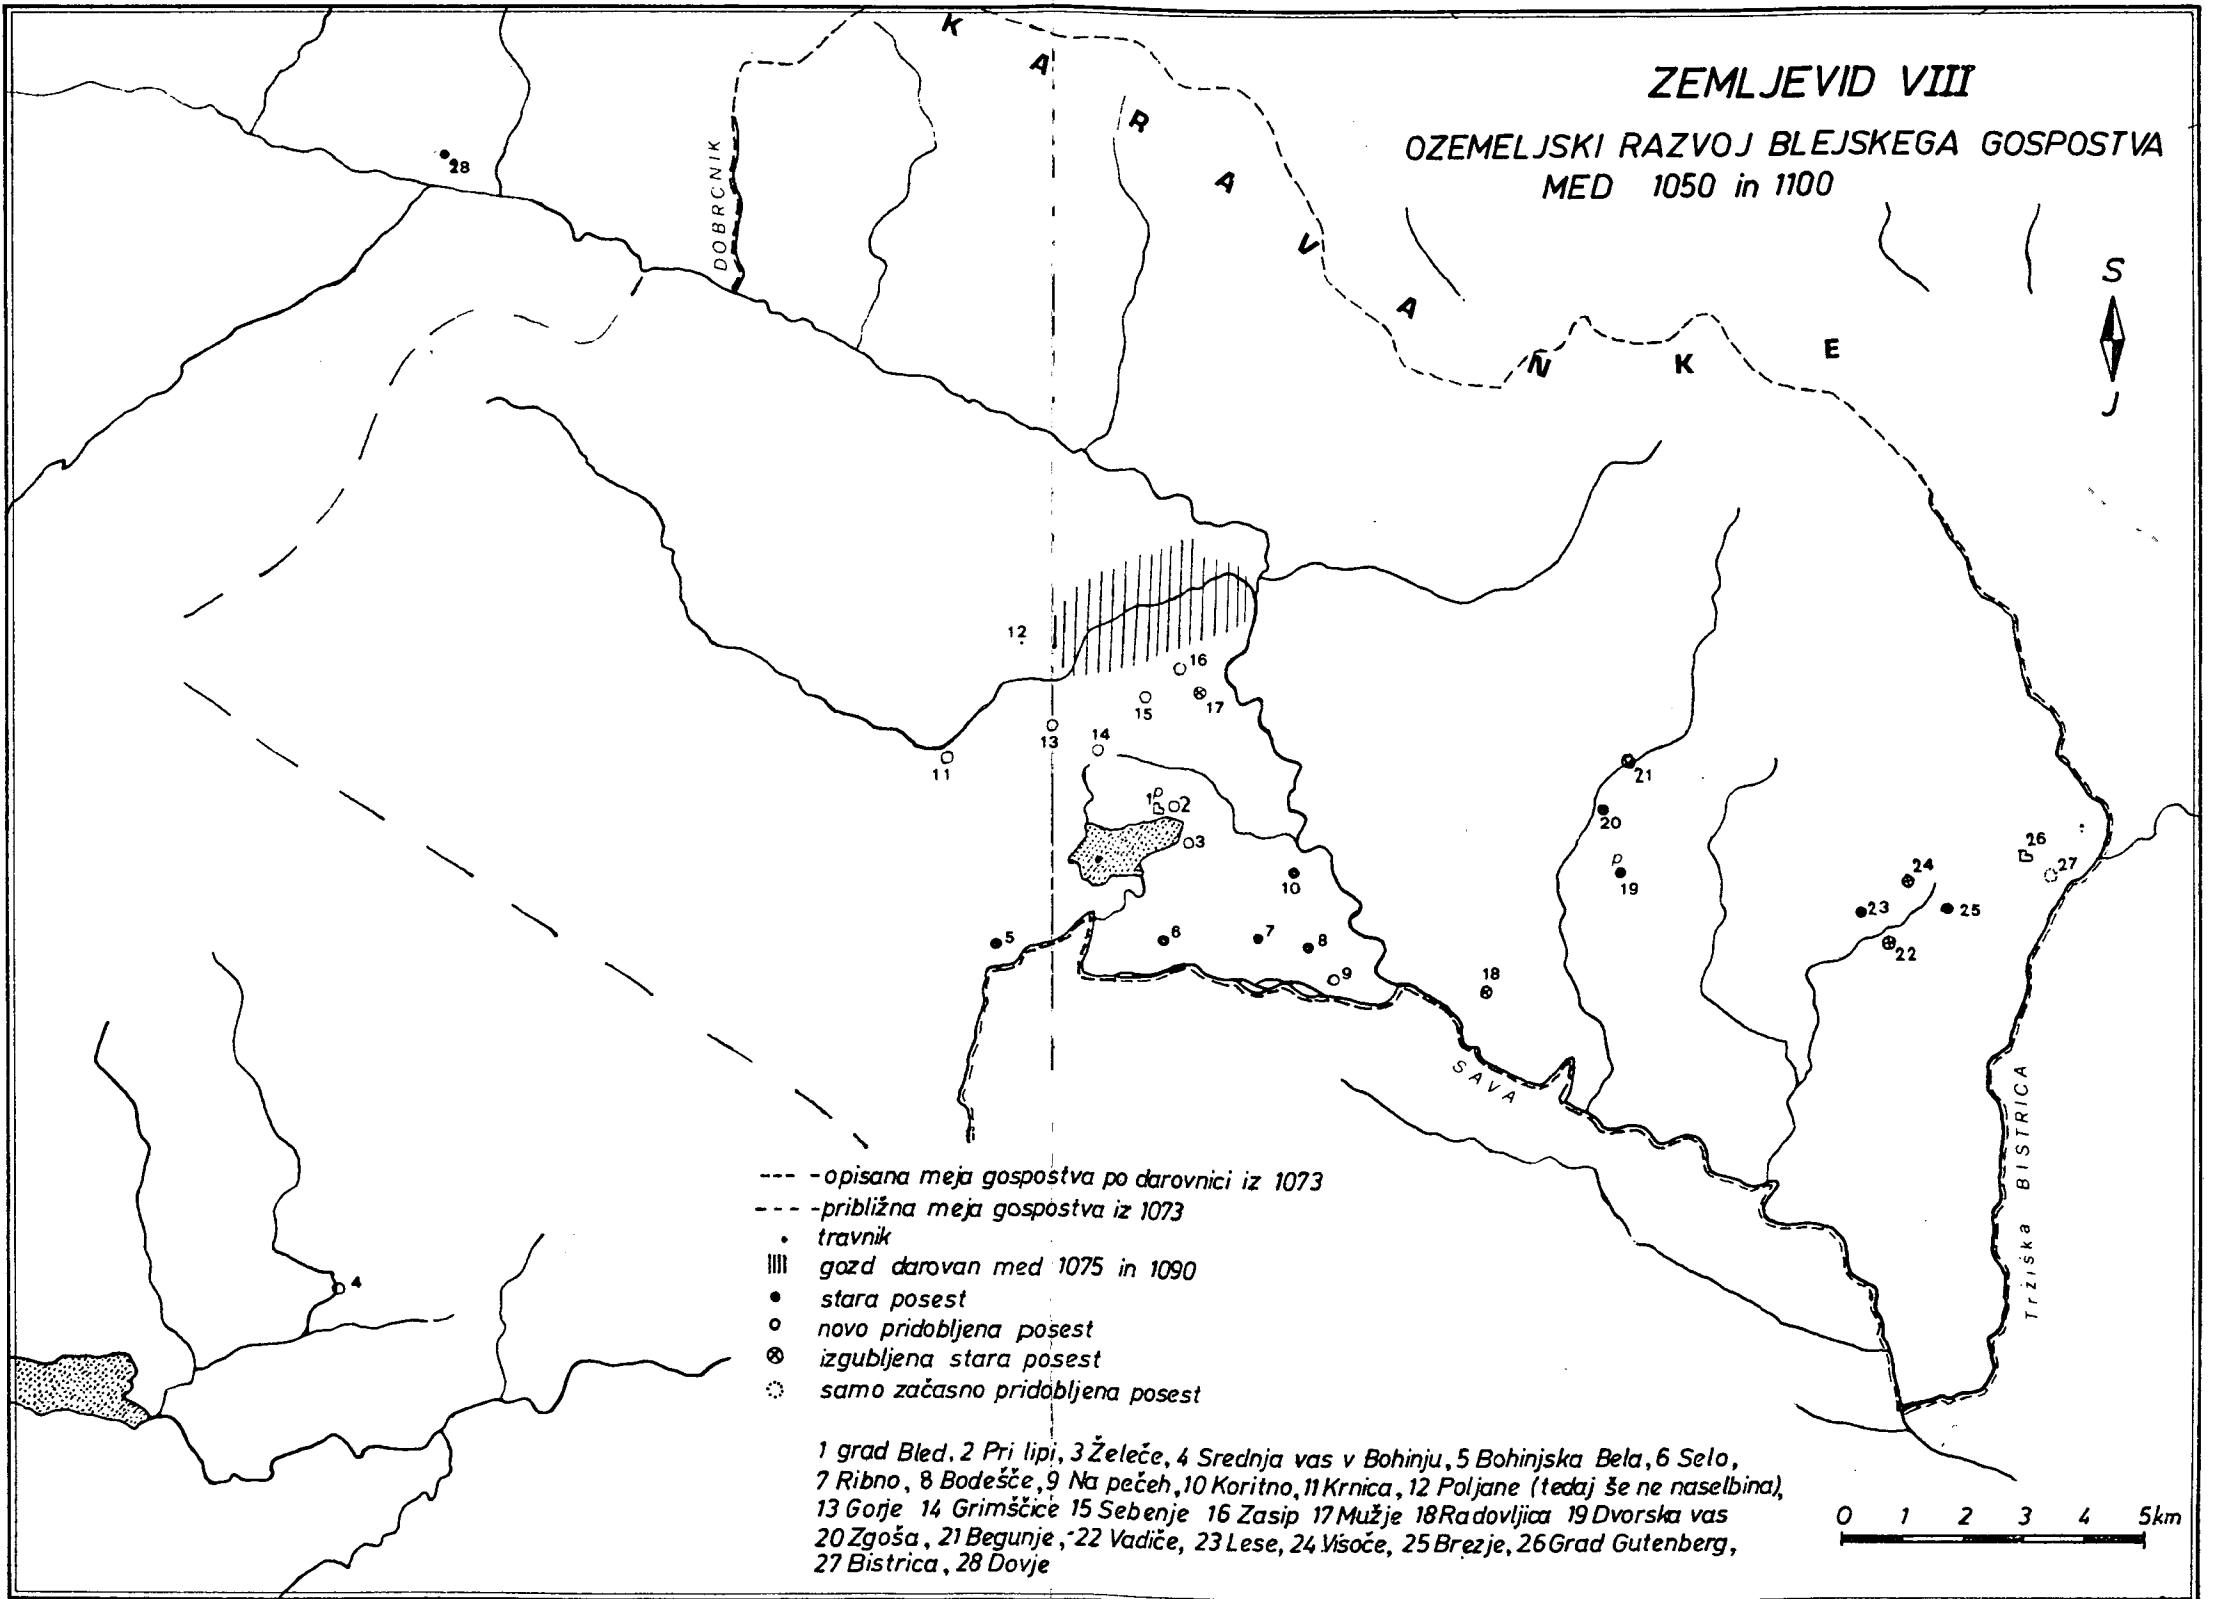 ZEMLJEVID VIII
OZEMELJSKI RAZVOJ BLEJSKEGA GOSPOSTVA
MED 1050 in 1100
K
A
R
A
V
A
N
K
E
S
J
DOBRCNIK
28
12
16
17
15
13
14
11
1
p
2
3
10
5
6
7
8
9
18
21
20
p
19
24
23
25
22
26
27
4
SAVA
Tržiška BISTRICA
---- -opisana meja gospostva po darovnici iz 1073
---- -približna meja gospostva iz 1073
travnik
gozd darovan med 1075 in 1090
stara posest
novo pridobljena posest
izgubljena stara posest
samo začasno pridobljena posest
1 grad Bled, 2 Pri lipi, 3 Želeče, 4 Srednja vas v Bohinju, 5 Bohinjska Bela, 6 Selo,
7 Ribno, 8 Bodešče, 9 Na pečeh, 10 Koritno, 11 Krnica, 12 Poljane (tedaj še ne naselbina),
13 Gorje 14 Grimščice 15 Sebenje 16 Zasip 17 Mužje 18 Radovljica 19 Dvorska vas
20 Zgoša, 21 Begunje, 22 Vadiče, 23 Lese, 24 Visoče, 25 Brezje, 26 Grad Gutenberg,
27 Bistrica, 28 Dovje
0 1 2 3 4 5km